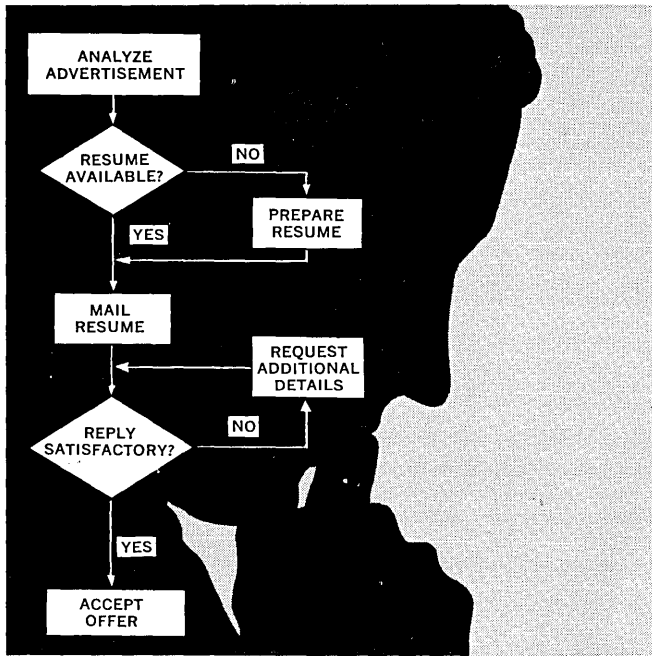 ANALYZE
ADVERTISEMENT
RESUME
AVAILABLE?
NO
PREPARE
RESUME
YES
MAIL
RESUME
REQUEST
ADDITIONAL
DETAILS
REPLY
SATISFACTORY?
NO
YES
ACCEPT
OFFER